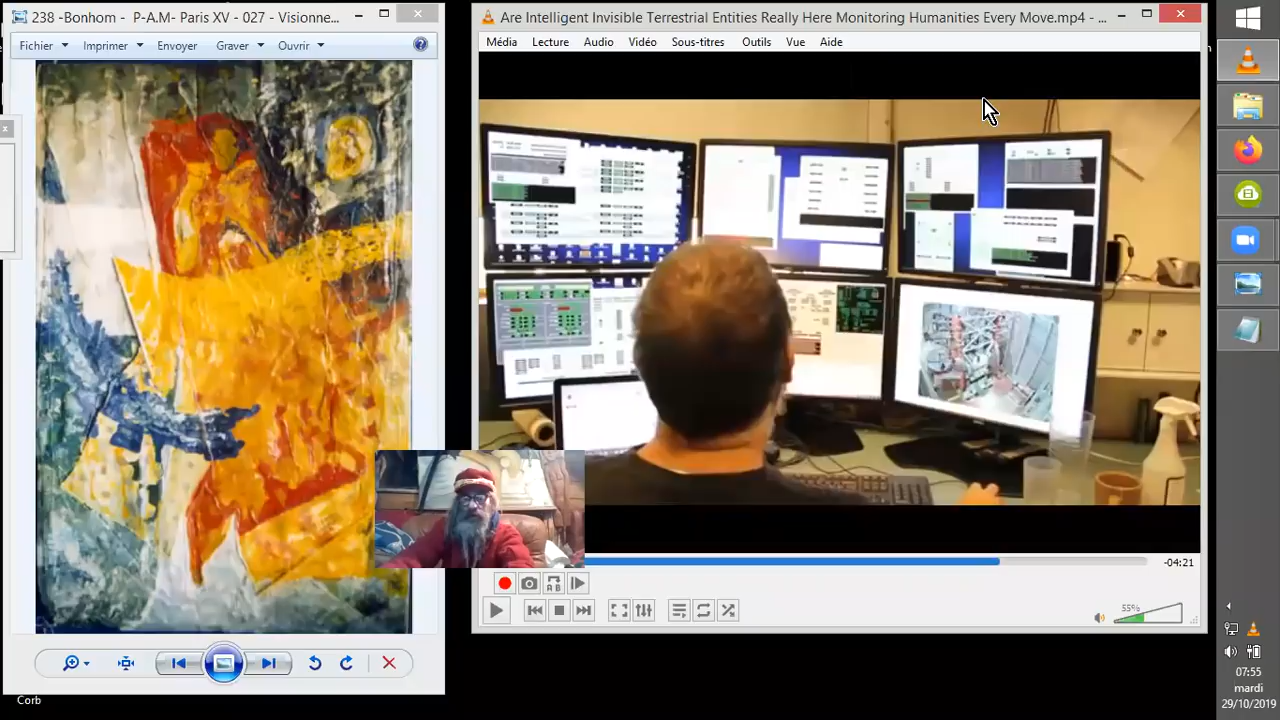 238 -Bonhom -  P-A.M- Paris XV - 027 - Visionne...
Fichier Imprimer Envoyer Graver Ouvrir
Corb
Are Intelligent Invisible Terrestrial Entities Really Here Monitoring Humanities Every Move.mp4 - ...
Média Lecture Audio Vidéo Sous-titres Outils Vue Aide
-04:21
55%
07:55
mardi
29/10/2019